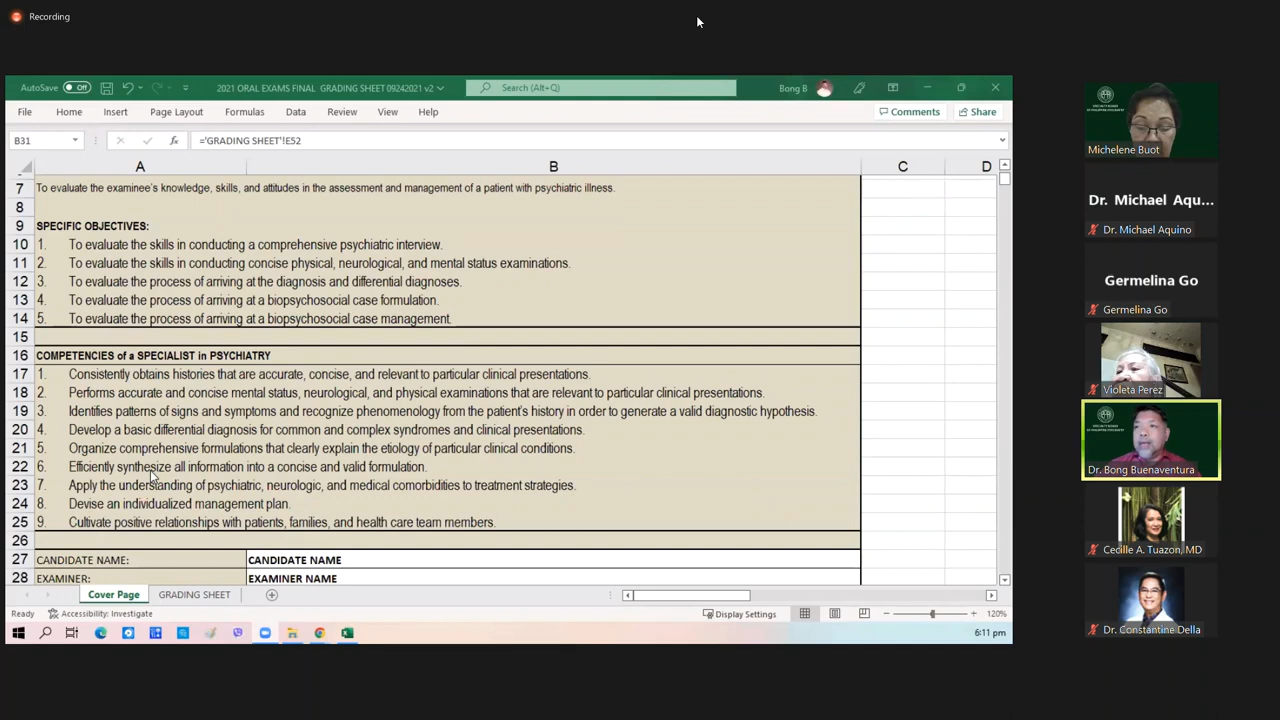 Recording
AutoSave Off 2021 ORAL EXAMS FINAL GRADING SHEET 09242021 v2 Search (Alt+Q) Bong B
File Home Insert Page Layout Formulas Data Review View Help Comments Share
B31 fx ='GRADING SHEET'!E52
A B C D
7 To evaluate the examinee's knowledge, skills, and attitudes in the assessment and management of a patient with psychiatric illness.
8
9 SPECIFIC OBJECTIVES:
10 1. To evaluate the skills in conducting a comprehensive psychiatric interview.
11 2. To evaluate the skills in conducting concise physical, neurological, and mental status examinations.
12 3. To evaluate the process of arriving at the diagnosis and differential diagnoses.
13 4. To evaluate the process of arriving at a biopsychosocial case formulation.
14 5. To evaluate the process of arriving at a biopsychosocial case management.
15
16 COMPETENCIES of a SPECIALIST in PSYCHIATRY
17 1. Consistently obtains histories that are accurate, concise, and relevant to particular clinical presentations.
18 2. Performs accurate and concise mental status, neurological, and physical examinations that are relevant to particular clinical presentations.
19 3. Identifies patterns of signs and symptoms and recognize phenomenology from the patient's history in order to generate a valid diagnostic hypothesis.
20 4. Develop a basic differential diagnosis for common and complex syndromes and clinical presentations.
21 5. Organize comprehensive formulations that clearly explain the etiology of particular clinical conditions.
22 6. Efficiently synthesize all information into a concise and valid formulation.
23 7. Apply the understanding of psychiatric, neurologic, and medical comorbidities to treatment strategies.
24 8. Devise an individualized management plan.
25 9. Cultivate positive relationships with patients, families, and health care team members.
26
27 CANDIDATE NAME: CANDIDATE NAME
28 EXAMINER: EXAMINER NAME
Cover Page GRADING SHEET
Ready Accessibility: Investigate Display Settings 120%
6:11 pm
Michelene Buot
Dr. Michael Aqu...
Dr. Michael Aquino
Germelina Go
Germelina Go
Violeta Perez
Dr. Bong Buenaventura
Cecille A. Tuazon, MD
Dr. Constantine Della